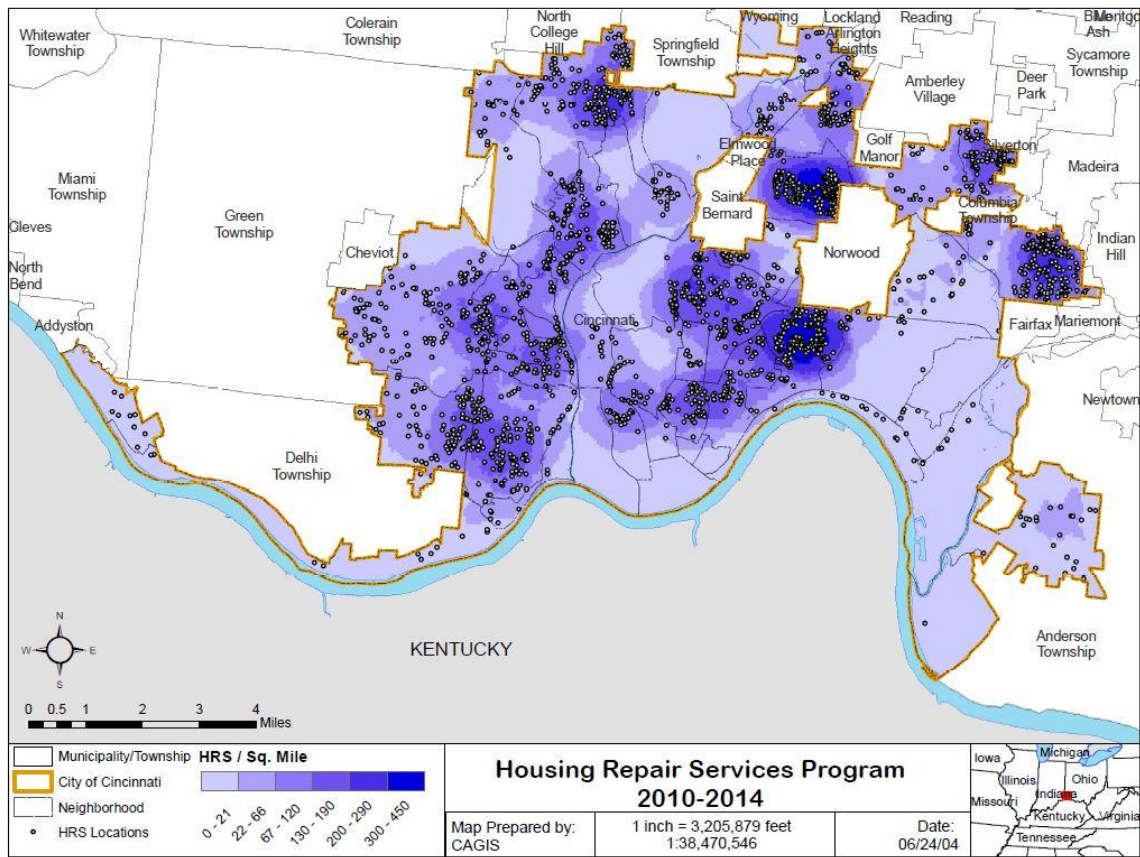 Whitewater
Township
Colerain
Township
North
College
Hill
Springfield
Township
Wyoming
Lockland
Arlington
Heights
Reading
Blue
Ash
Montgo
Sycamore
Township
Amberley
Village
Deer
Park
Elmwood
Place
Golf
Manor
Silverton
Madeira
Miami
Township
Green
Township
Saint
Bernard
Columbia
Township
Cleves
Cheviot
Norwood
Indian
Hill
North
Bend
Addyston
Cincinnati
Fairfax
Mariemont
Newtown
Delhi
Township
KENTUCKY
Anderson
Township
N
W
E
S
0 0.5 1 2 3 4
Miles
Municipality/Township
City of Cincinnati
Neighborhood
HRS Locations
HRS / Sq. Mile
0 - 21
22 - 66
67 - 120
130 - 190
200 - 290
300 - 450
Housing Repair Services Program
2010-2014
Map Prepared by:
CAGIS
1 inch = 3,205,879 feet
1:38,470,546
Date:
06/24/04
Iowa
Michigan
Illinois
Indiana
Ohio
Missouri
Kentucky
Virginia
Tennessee